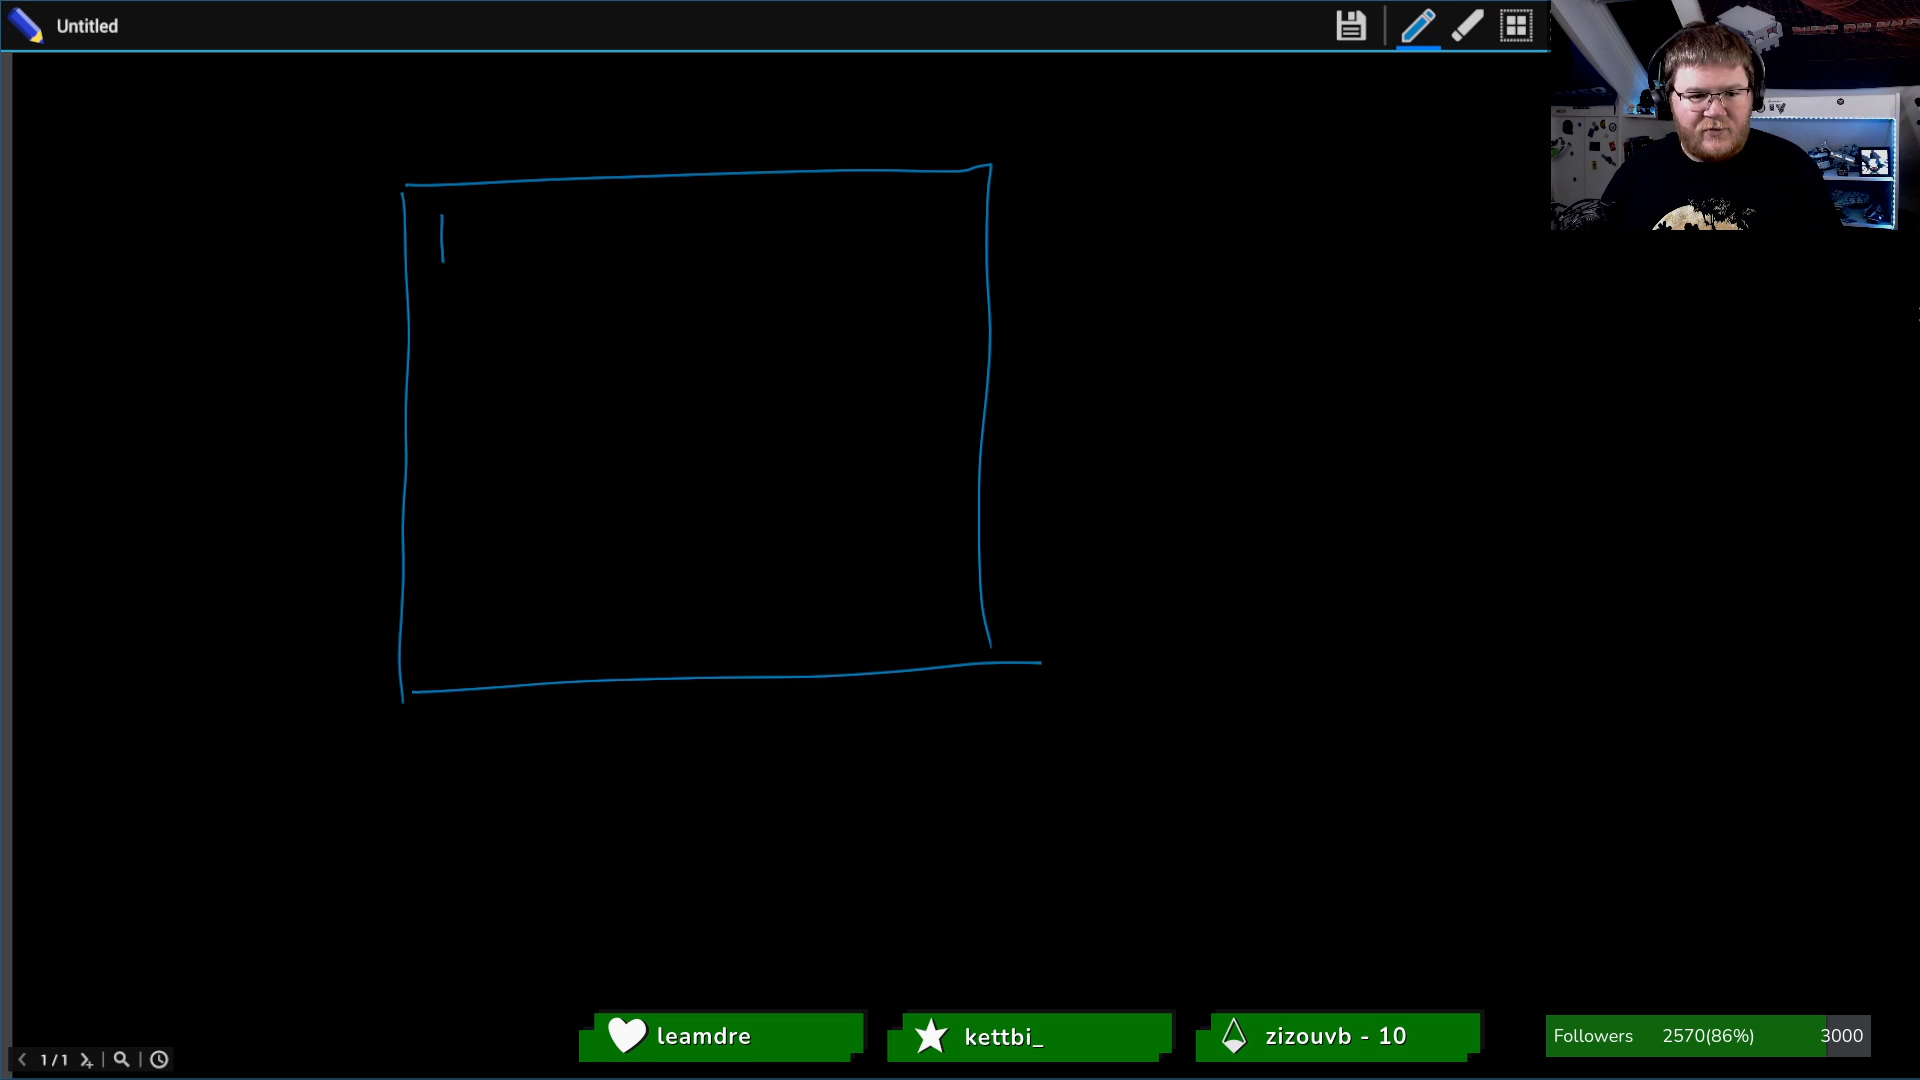 Untitled
leamdre
kettbi_
zizouvb - 10
Followers 2570(86%) 3000
1/1